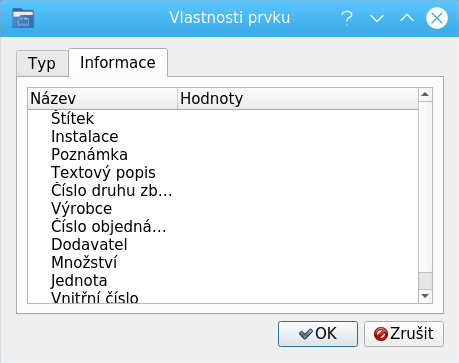 Vlastnosti prvku
Typ
Informace
Název
Hodnoty
Štítek
Instalace
Poznámka
Textový popis
Číslo druhu zb...
Výrobce
Číslo objedná...
Dodavatel
Množství
Jednota
Vnitřní číslo
OK
Zrušit